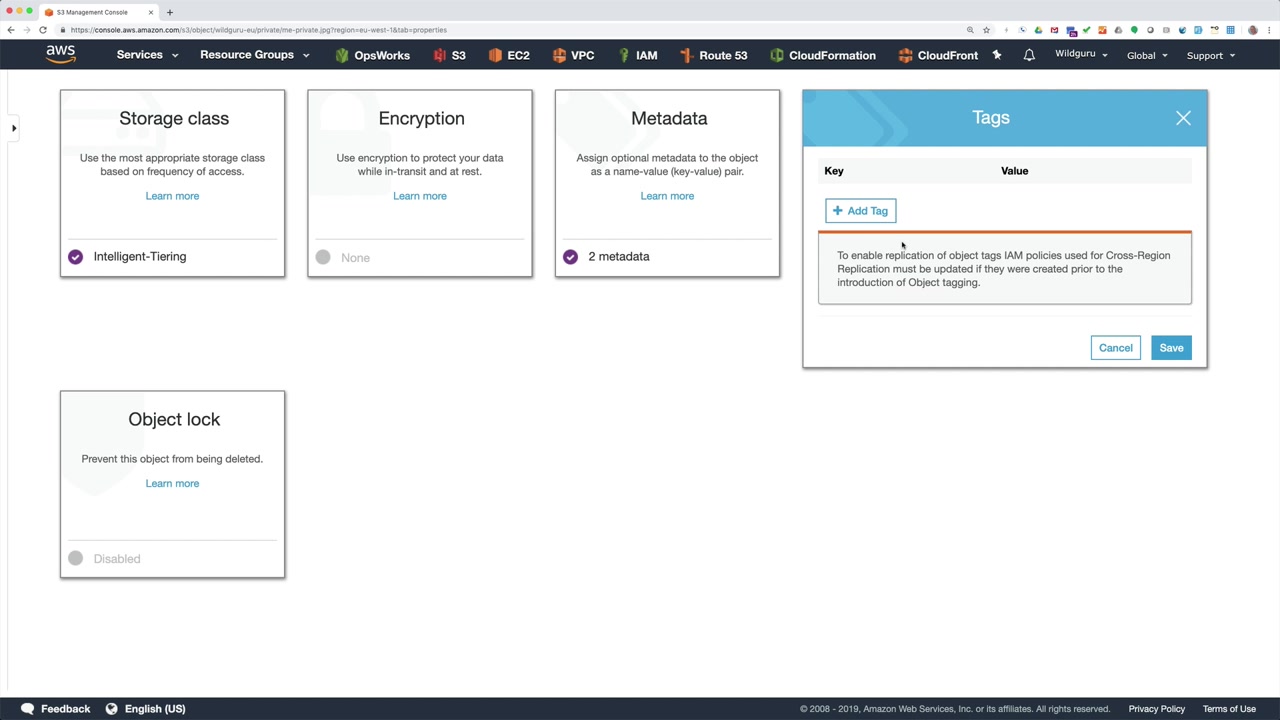 S3 Management Console
https://console.aws.amazon.com/s3/object/wildguru-eu/private/me-private.jpg?region=eu-west-1&tab=properties
aws Services Resource Groups OpsWorks S3 EC2 VPC IAM Route 53 CloudFormation CloudFront Wildguru Global Support
Storage class
Use the most appropriate storage class
based on frequency of access.
Learn more
Intelligent-Tiering
Encryption
Use encryption to protect your data
while in-transit and at rest.
Learn more
None
Metadata
Assign optional metadata to the object
as a name-value (key-value) pair.
Learn more
2 metadata
Tags
Key Value
+ Add Tag
To enable replication of object tags IAM policies used for Cross-Region
Replication must be updated if they were created prior to the
introduction of Object tagging.
Cancel Save
Object lock
Prevent this object from being deleted.
Learn more
Disabled
Feedback English (US) © 2008 - 2019, Amazon Web Services, Inc. or its affiliates. All rights reserved. Privacy Policy Terms of Use